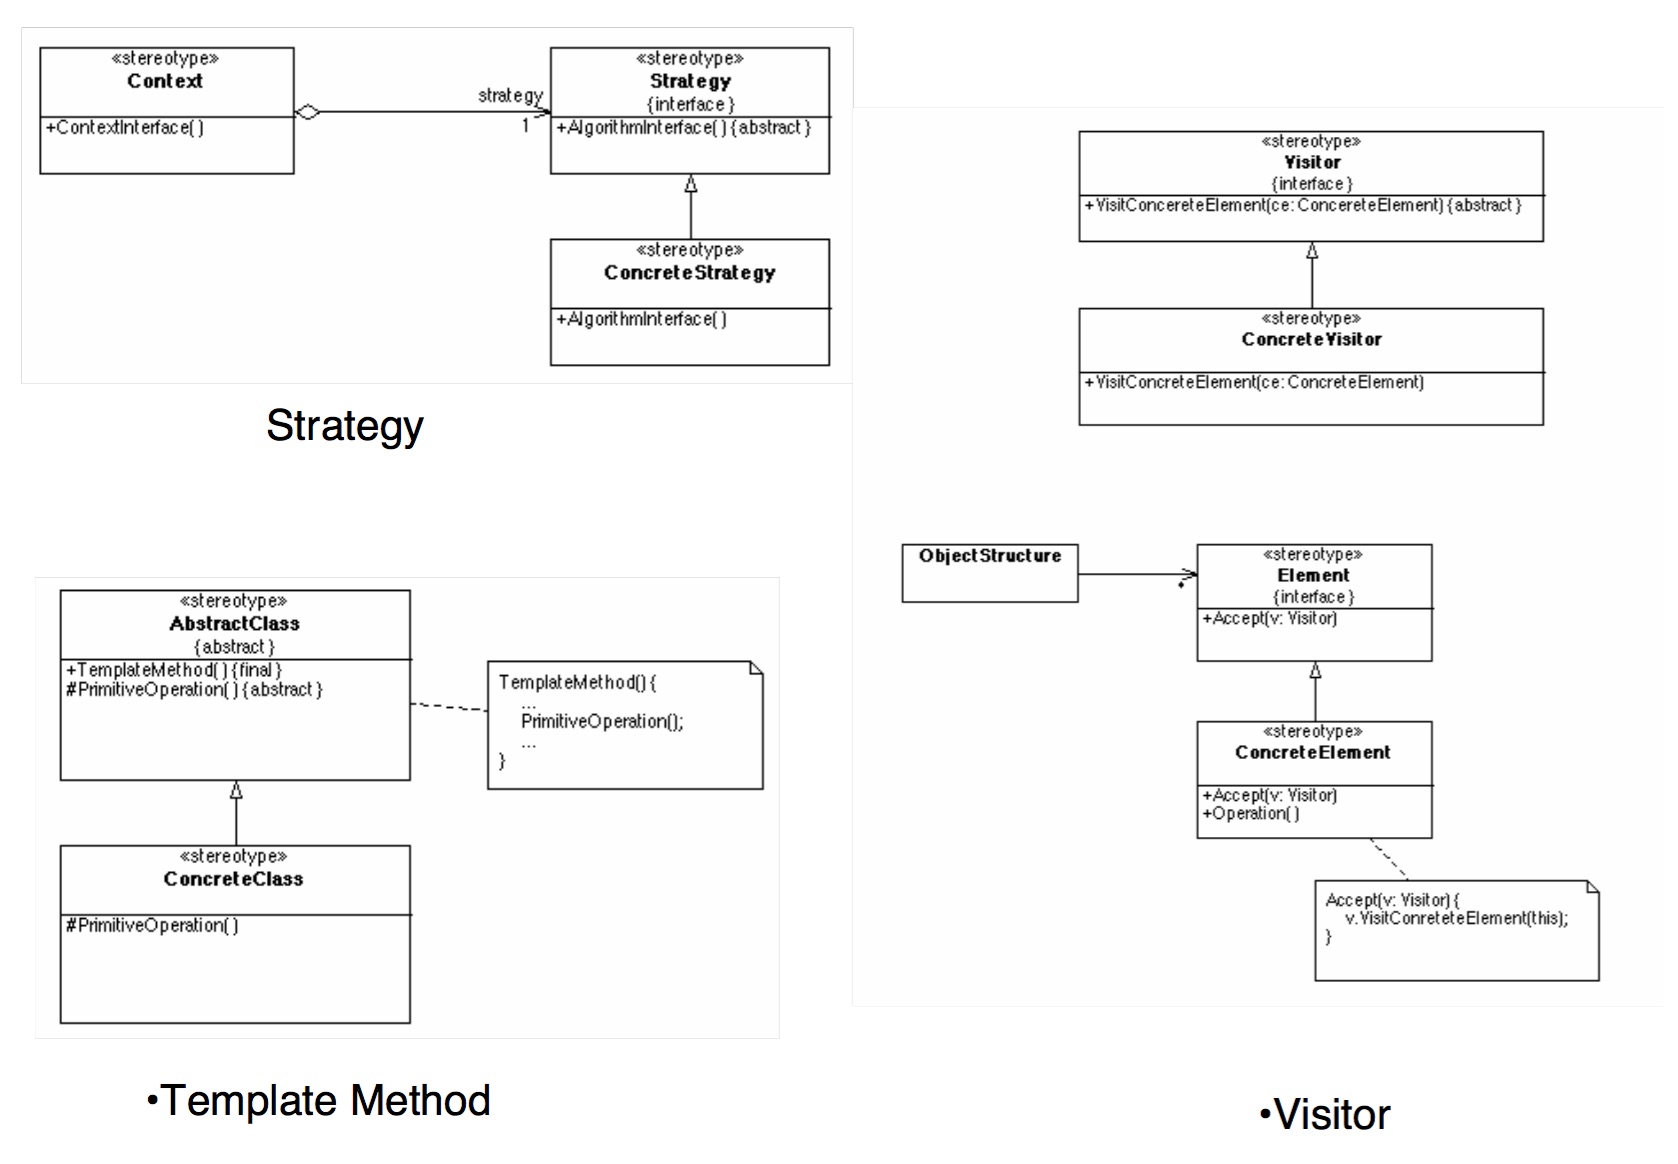 «stereotype»
Context
+ContextInterface()
strategy
1
«stereotype»
Strategy
{interface}
+AlgorithmInterface(){abstract}
«stereotype»
ConcreteStrategy
+AlgorithmInterface()
Strategy
«stereotype»
AbstractClass
{abstract}
+TemplateMethod(){final}
#PrimitiveOperation(){abstract}
TemplateMethod(){
...
PrimitiveOperation();
...
}
«stereotype»
ConcreteClass
#PrimitiveOperation()
•Template Method
«stereotype»
Visitor
{interface}
+VisitConcereteElement(ce: ConcereteElement){abstract}
«stereotype»
ConcreteVisitor
+VisitConcreteElement(ce: ConcreteElement)
ObjectStructure
*
«stereotype»
Element
{interface}
+Accept(v: Visitor)
«stereotype»
ConcreteElement
+Accept(v: Visitor)
+Operation()
Accept(v: Visitor){
v.VisitConreteteElement(this);
}
•Visitor